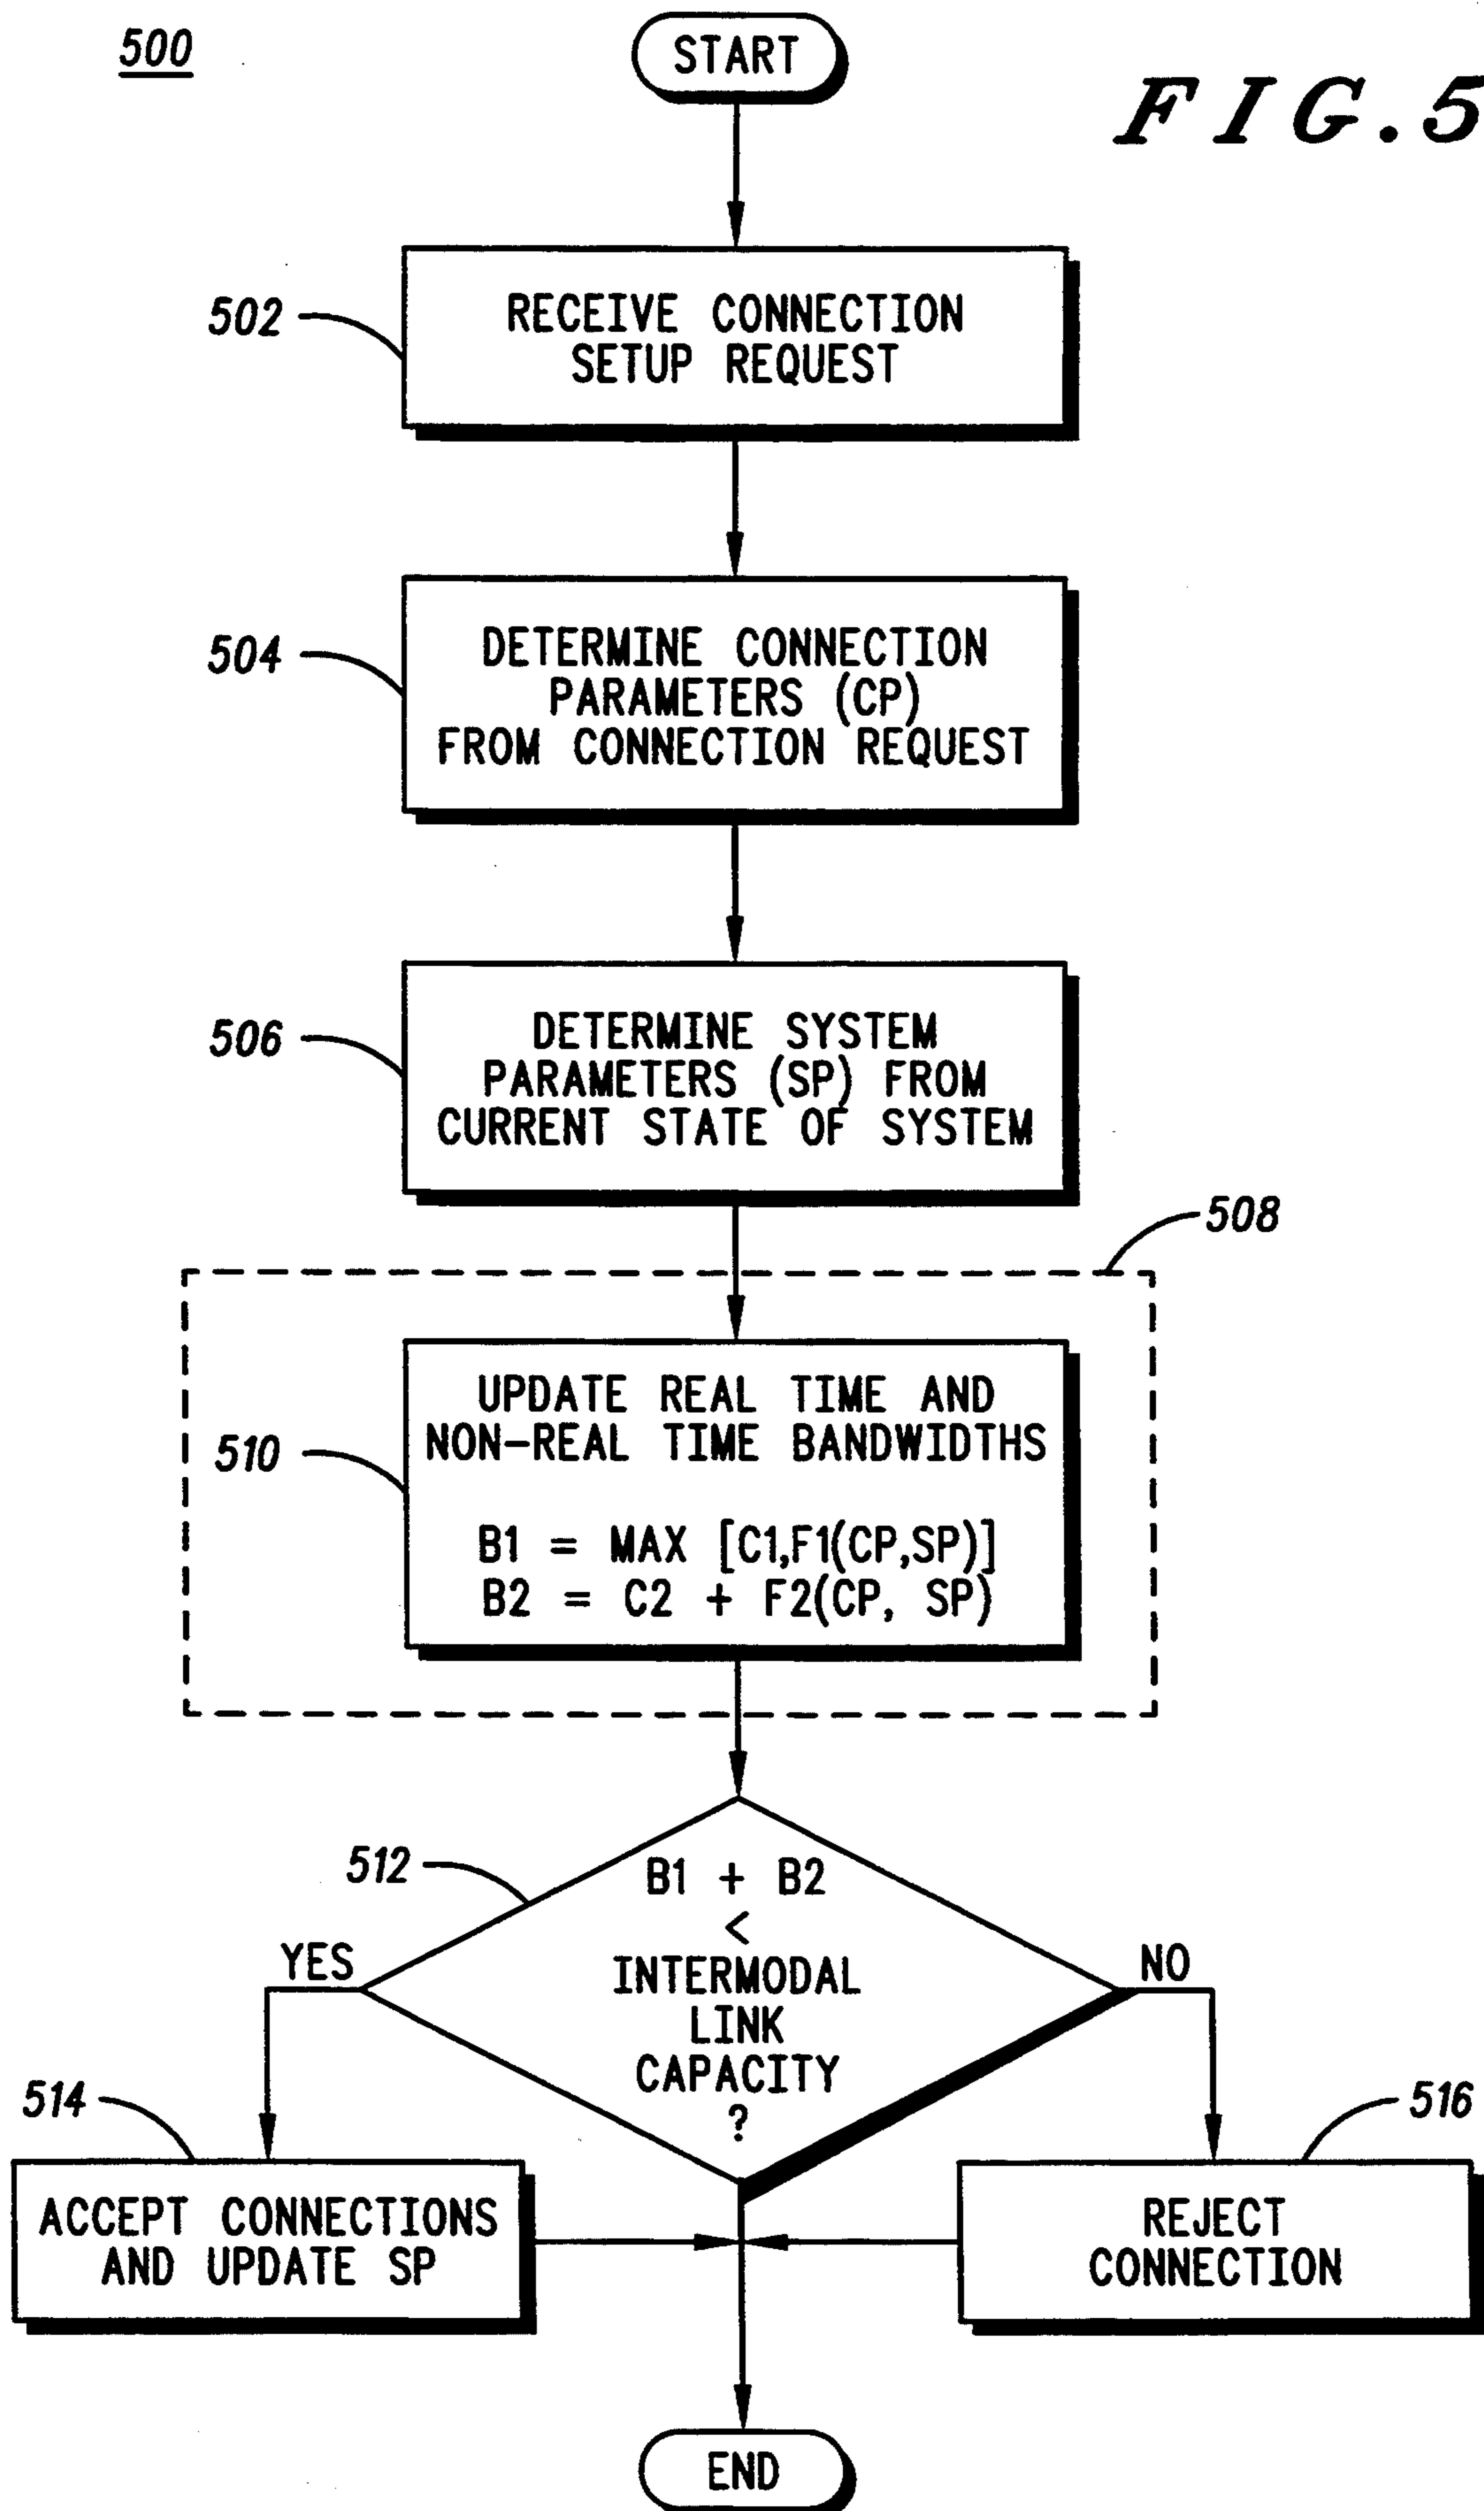 500
START
FIG.5
502
RECEIVE CONNECTION
SETUP REQUEST
504
DETERMINE CONNECTION
PARAMETERS (CP)
FROM CONNECTION REQUEST
506
DETERMINE SYSTEM
PARAMETERS (SP) FROM
CURRENT STATE OF SYSTEM
508
510
UPDATE REAL TIME AND
NON-REAL TIME BANDWIDTHS
B1 = MAX [C1,F1(CP,SP)]
B2 = C2 + F2(CP, SP)
512
B1 + B2
<
INTERMODAL
LINK
CAPACITY
?
YES
NO
514
516
ACCEPT CONNECTIONS
AND UPDATE SP
REJECT
CONNECTION
END